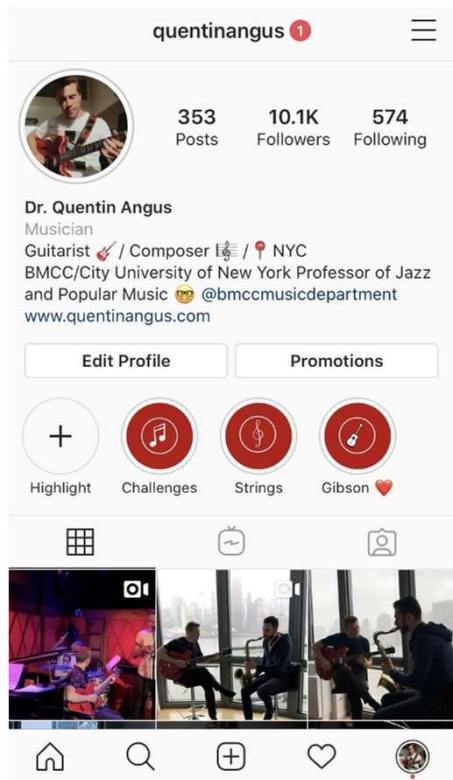 quentinangus 1
353 10.1K 574
Posts Followers Following
Dr. Quentin Angus
Musician
Guitarist 🎸 / Composer 🎼 / 📍 NYC
BMCC/City University of New York Professor of Jazz
and Popular Music 🤓 @bmccmusicdepartment
www.quentinangus.com
Edit Profile Promotions
Highlight Challenges Strings Gibson ❤️